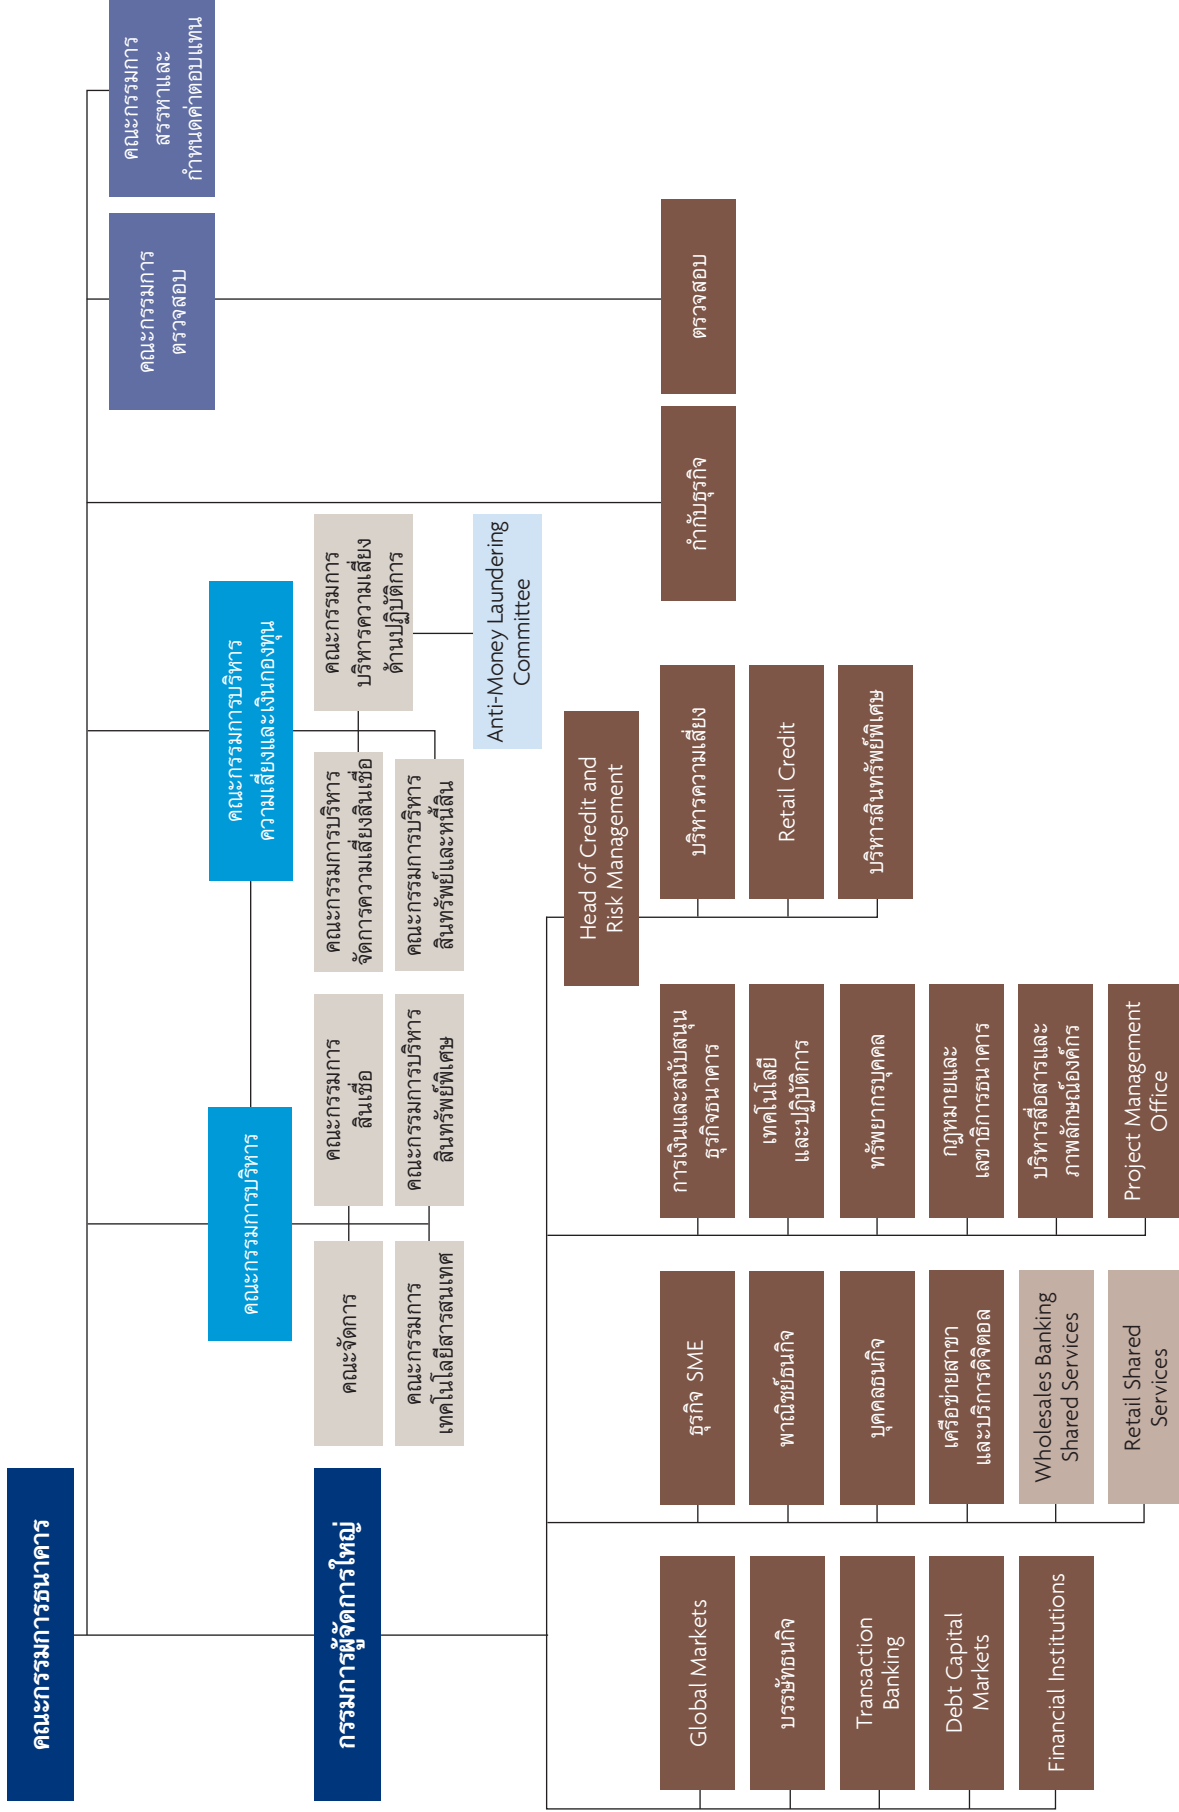 คณะกรรมการธนาคาร
คณะกรรมการ
สรรหาและ
กำหนดค่าตอบแทน
คณะกรรมการ
ตรวจสอบ
คณะกรรมการบริหาร
ความเสี่ยงและเงินกองทุน
คณะกรรมการบริหาร
กรรมการผู้จัดการใหญ่
คณะจัดการ
คณะกรรมการ
สินเชื่อ
คณะกรรมการ
เทคโนโลยีสารสนเทศ
คณะกรรมการบริหาร
สินทรัพย์พิเศษ
คณะกรรมการบริหาร
จัดการความเสี่ยงสินเชื่อ
คณะกรรมการ
บริหารความเสี่ยง
ด้านปฏิบัติการ
คณะกรรมการบริหาร
สินทรัพย์และหนี้สิน
Anti-Money Laundering
Committee
Head of Credit and
Risk Management
Global Markets
บรรษัทธนกิจ
Transaction
Banking
Debt Capital
Markets
Financial Institutions
ธุรกิจ SME
พาณิชย์ธนกิจ
บุคคลธนกิจ
เครือข่ายสาขา
และบริการดิจิตอล
Wholesales Banking
Shared Services
Retail Shared
Services
การเงินและสนับสนุน
ธุรกิจธนาคาร
เทคโนโลยี
และปฏิบัติการ
ทรัพยากรบุคคล
กฎหมายและ
เลขาธิการธนาคาร
บริหารสื่อสารและ
ภาพลักษณ์องค์กร
Project Management
Office
บริหารความเสี่ยง
Retail Credit
บริหารสินทรัพย์พิเศษ
กำกับธุรกิจ
ตรวจสอบ